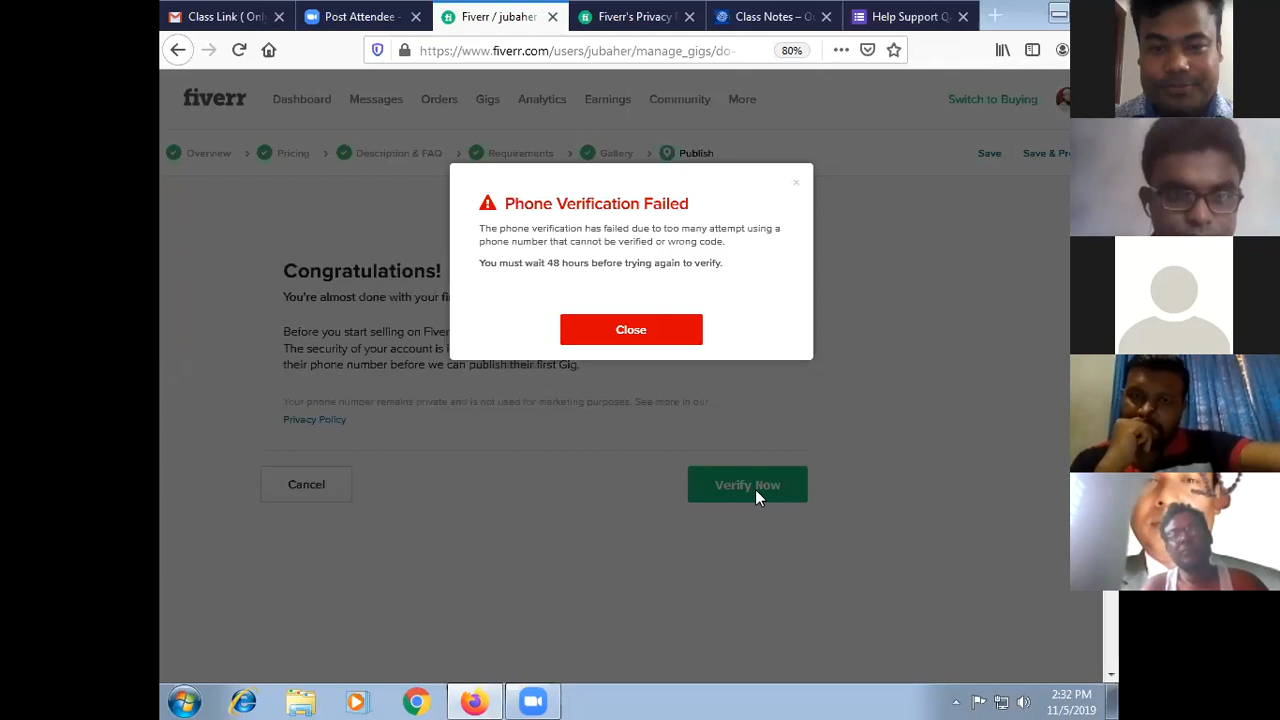 Class Link ( Onl
Post Attendee -
Fiverr / jubaher
Fiverr's Privacy
Class Notes – O
Help Support Q
https://www.fiverr.com/users/jubaher/manage_gigs/do-
80%
fiverr
Dashboard
Messages
Orders
Gigs
Analytics
Earnings
Community
More
Switch to Buying
Overview
Pricing
Description & FAQ
Requirements
Gallery
Publish
Save
Save & Pr
Phone Verification Failed
The phone verification has failed due to too many attempt using a
phone number that cannot be verified or wrong code.
You must wait 48 hours before trying again to verify.
Close
Congratulations!
You're almost done with your fi
Before you start selling on Fiver
The security of your account is i
their phone number before we can publish their first Gig.
Your phone number remains private and is not used for marketing purposes. See more in our
Privacy Policy
Cancel
Verify Now
2:32 PM
11/5/2019